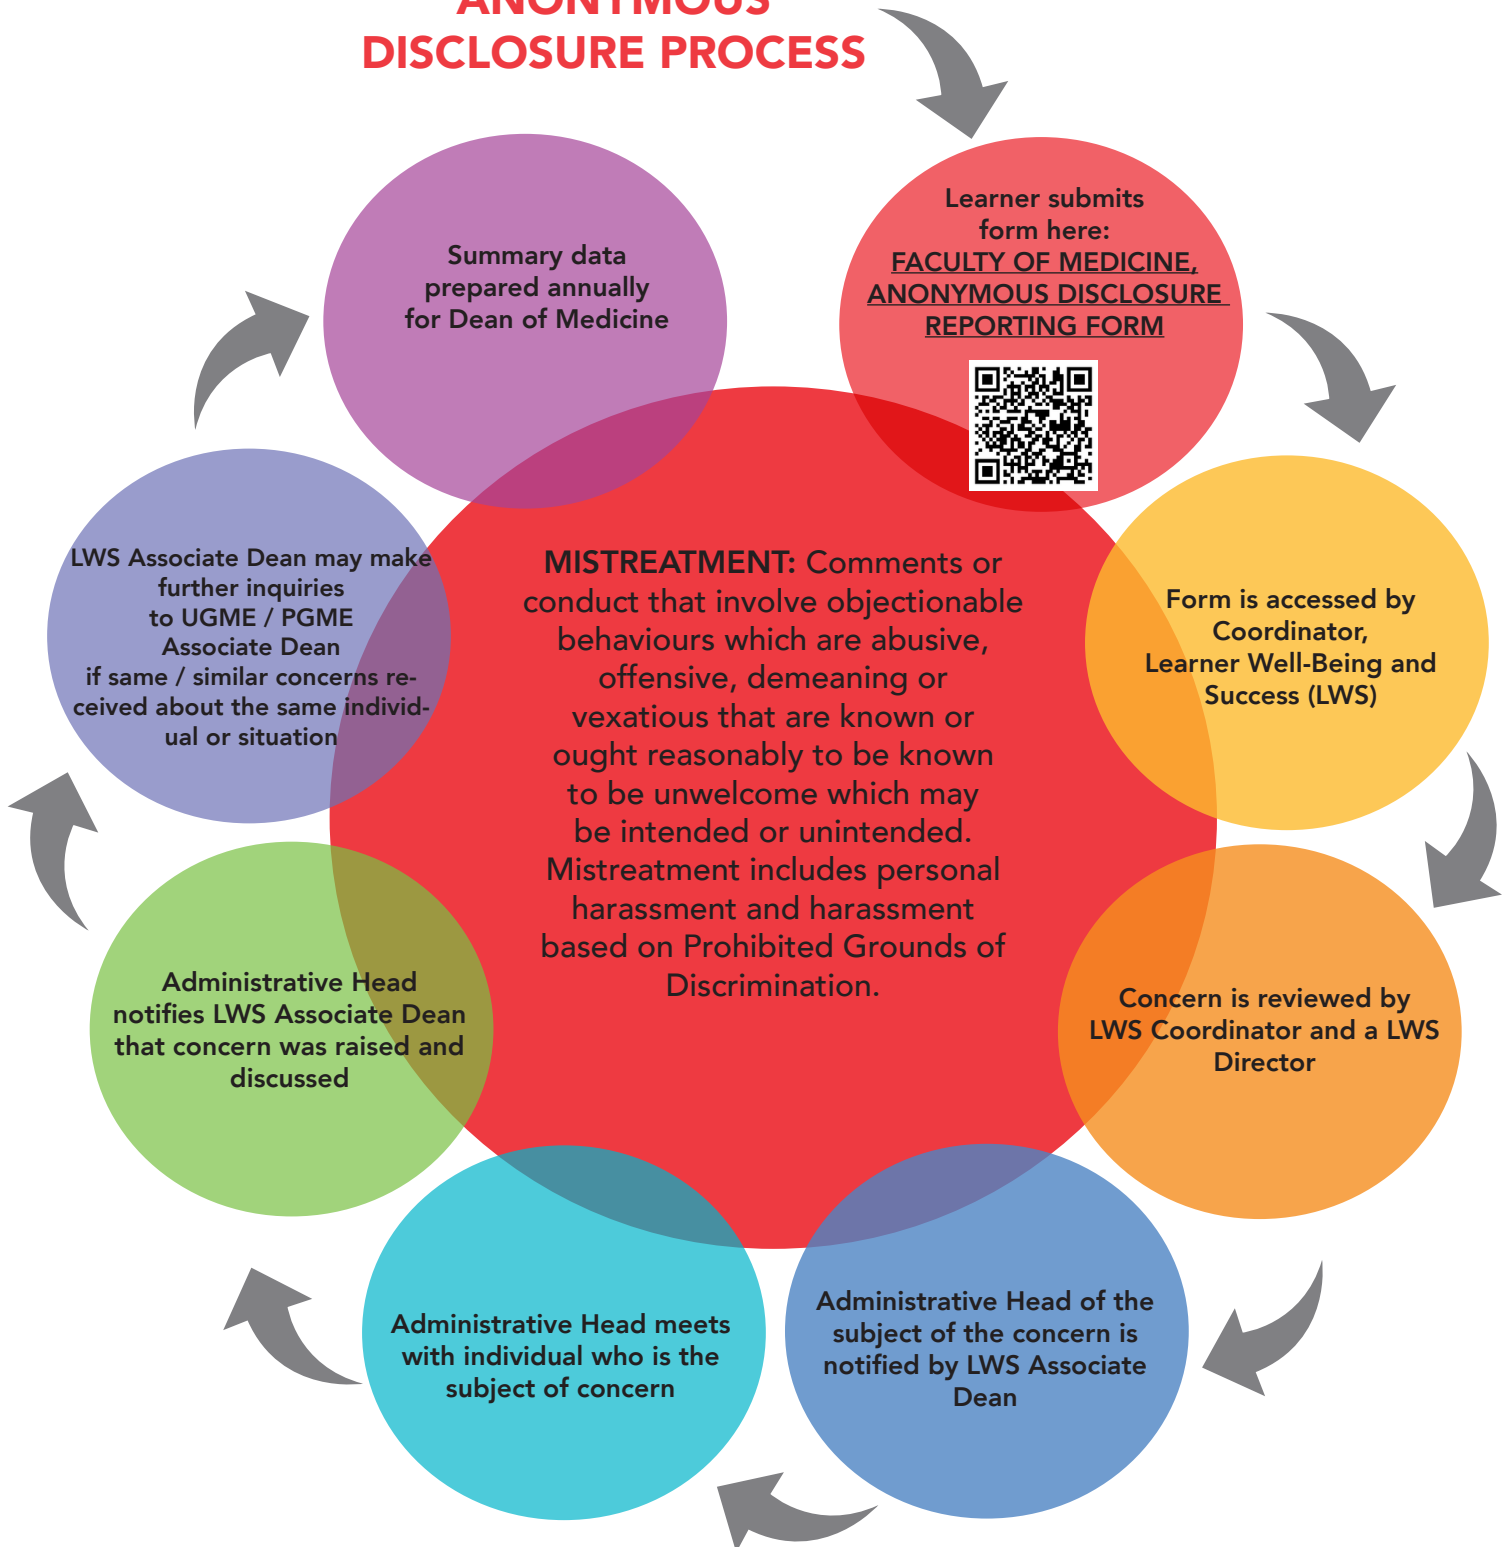 ANONYMOUS
DISCLOSURE PROCESS
Learner submits
form here:
FACULTY OF MEDICINE,
ANONYMOUS DISCLOSURE
REPORTING FORM
Form is accessed by
Coordinator,
Learner Well-Being and
Success (LWS)
Concern is reviewed by
LWS Coordinator and a LWS
Director
Administrative Head of the
subject of the concern is
notified by LWS Associate
Dean
Administrative Head meets
with individual who is the
subject of concern
Administrative Head
notifies LWS Associate Dean
that concern was raised and
discussed
LWS Associate Dean may make
further inquiries
to UGME / PGME
Associate Dean
if same / similar concerns re-
ceived about the same individ-
ual or situation
Summary data
prepared annually
for Dean of Medicine
MISTREATMENT: Comments or
conduct that involve objectionable
behaviours which are abusive,
offensive, demeaning or
vexatious that are known or
ought reasonably to be known
to be unwelcome which may
be intended or unintended.
Mistreatment includes personal
harassment and harassment
based on Prohibited Grounds of
Discrimination.